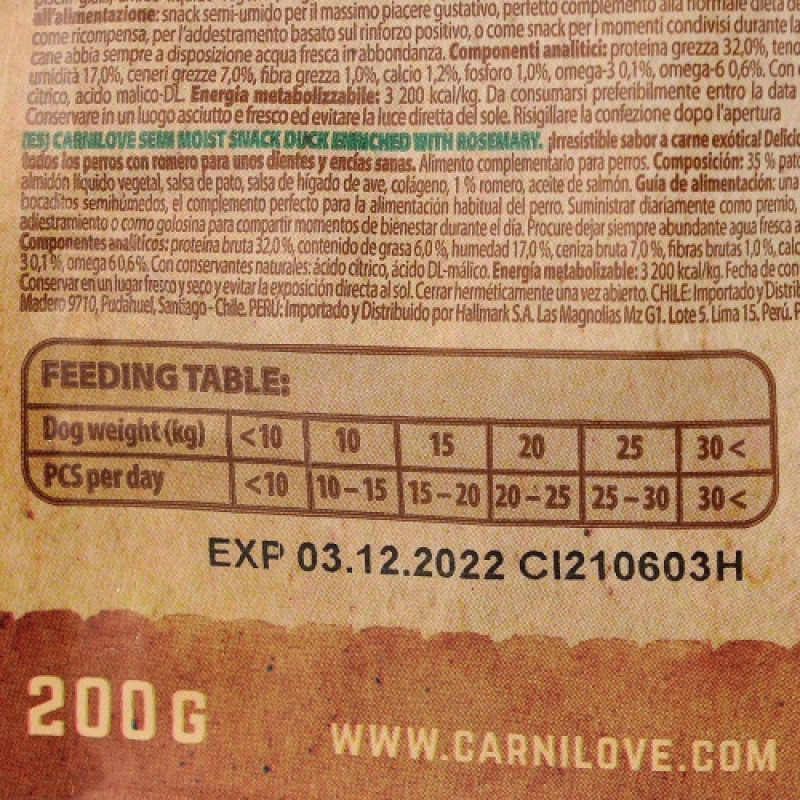 all'alimentazione: snack semi-umido per il massimo piacere gustativo, perfetto complemento alla normale dieta
come ricompensa, per l'addestramento basato sul rinforzo positivo, o come snack per i momenti condivisi durante la
cane abbia sempre a disposizione acqua fresca in abbondanza. Componenti analitici: proteina grezza 32,0%,
umidità 17,0%, ceneri grezze 7,0%, fibra grezza 1,0%, calcio 1,2%, fosforo 1,0%, omega-3 0,1%, omega-6 0,6%. Con
citrico, acido malico-DL. Energia metabolizzabile: 3 200 kcal/kg. Da consumarsi preferibilmente entro la data
Conservare in un luogo asciutto e fresco ed evitare la luce diretta del sole. Risigillare la confezione dopo l'apertura
(ES) CARNILOVE SEMI MOIST SNACK DUCK ENRICHED WITH ROSEMARY. ¡Irresistible sabor a carne exótica!
todos los perros con romero para unos dientes y encías sanas. Alimento complementario para perros. Composición: 35 % pato
almidón líquido vegetal, salsa de pato, salsa de hígado de ave, colágeno, 1 % romero, aceite de salmón. Guía de alimentación: una
bocaditos semihúmedos, el complemento perfecto para la alimentación habitual del perro. Suministrar diariamente como premio,
adiestramiento o como golosina para compartir momentos de bienestar durante el día. Procure dejar siempre abundante agua fresca a
Componentes analíticos: proteína bruta 32,0 %, contenido de grasa 6,0 %, humedad 17,0 %, ceniza bruta 7,0 %, fibras brutas 1,0 %,
3 0,1%, omega 6 0,6%. Con conservantes naturales: ácido cítrico, ácido DL-málico. Energía metabolizable: 3 200 kcal/kg. Fecha de
Conservar en un lugar fresco y seco y evitar la exposición directa al sol. Cerrar herméticamente una vez abierto. CHILE: Importado y
Madero 9710, Pudahuel, Santiago - Chile. PERÚ: Importado y Distribuido por Hallmark S.A. Las Magnolias Mz G1. Lote 5. Lima 15. Perú.
FEEDING TABLE:
Dog weight (kg) <10 10 15 20 25 30 <
PCS per day <10 10 – 15 15 – 20 20 – 25 25 – 30 30 <
EXP 03.12.2022 CI210603H
200 G
WWW.CARNILOVE.COM